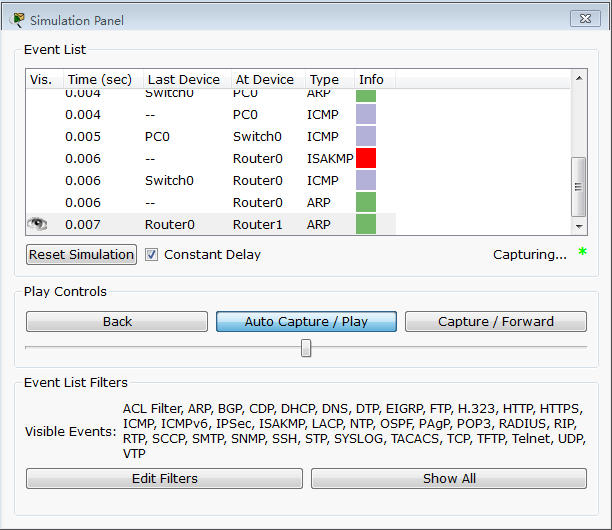 Simulation Panel
Event List
Vis. Time (sec) Last Device At Device Type Info
0.004 Switch0 PC0 ARP
0.004 -- PC0 ICMP
0.005 PC0 Switch0 ICMP
0.006 -- Router0 ISAKMP
0.006 Switch0 Router0 ICMP
0.006 -- Router0 ARP
0.007 Router0 Router1 ARP
Reset Simulation Constant Delay Capturing... *
Play Controls
Back Auto Capture / Play Capture / Forward
Event List Filters
Visible Events: ACL Filter, ARP, BGP, CDP, DHCP, DNS, DTP, EIGRP, FTP, H.323, HTTP, HTTPS,
ICMP, ICMPv6, IPSec, ISAKMP, LACP, NTP, OSPF, PAgP, POP3, RADIUS, RIP,
RTP, SCCP, SMTP, SNMP, SSH, STP, SYSLOG, TACACS, TCP, TFTP, Telnet, UDP,
VTP
Edit Filters Show All